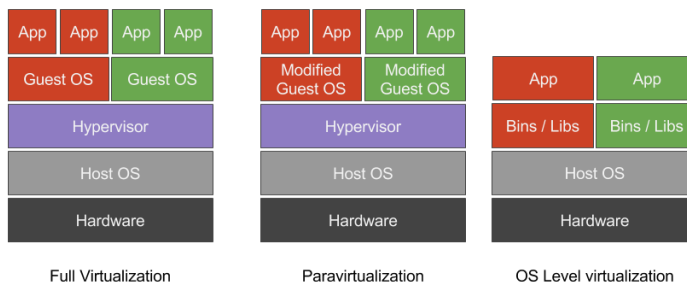 App App App App
Guest OS Guest OS
Hypervisor
Host OS
Hardware
Full Virtualization
App App App App
Modified Guest OS Modified Guest OS
Hypervisor
Host OS
Hardware
Paravirtualization
App App
Bins / Libs Bins / Libs
Host OS
Hardware
OS Level virtualization